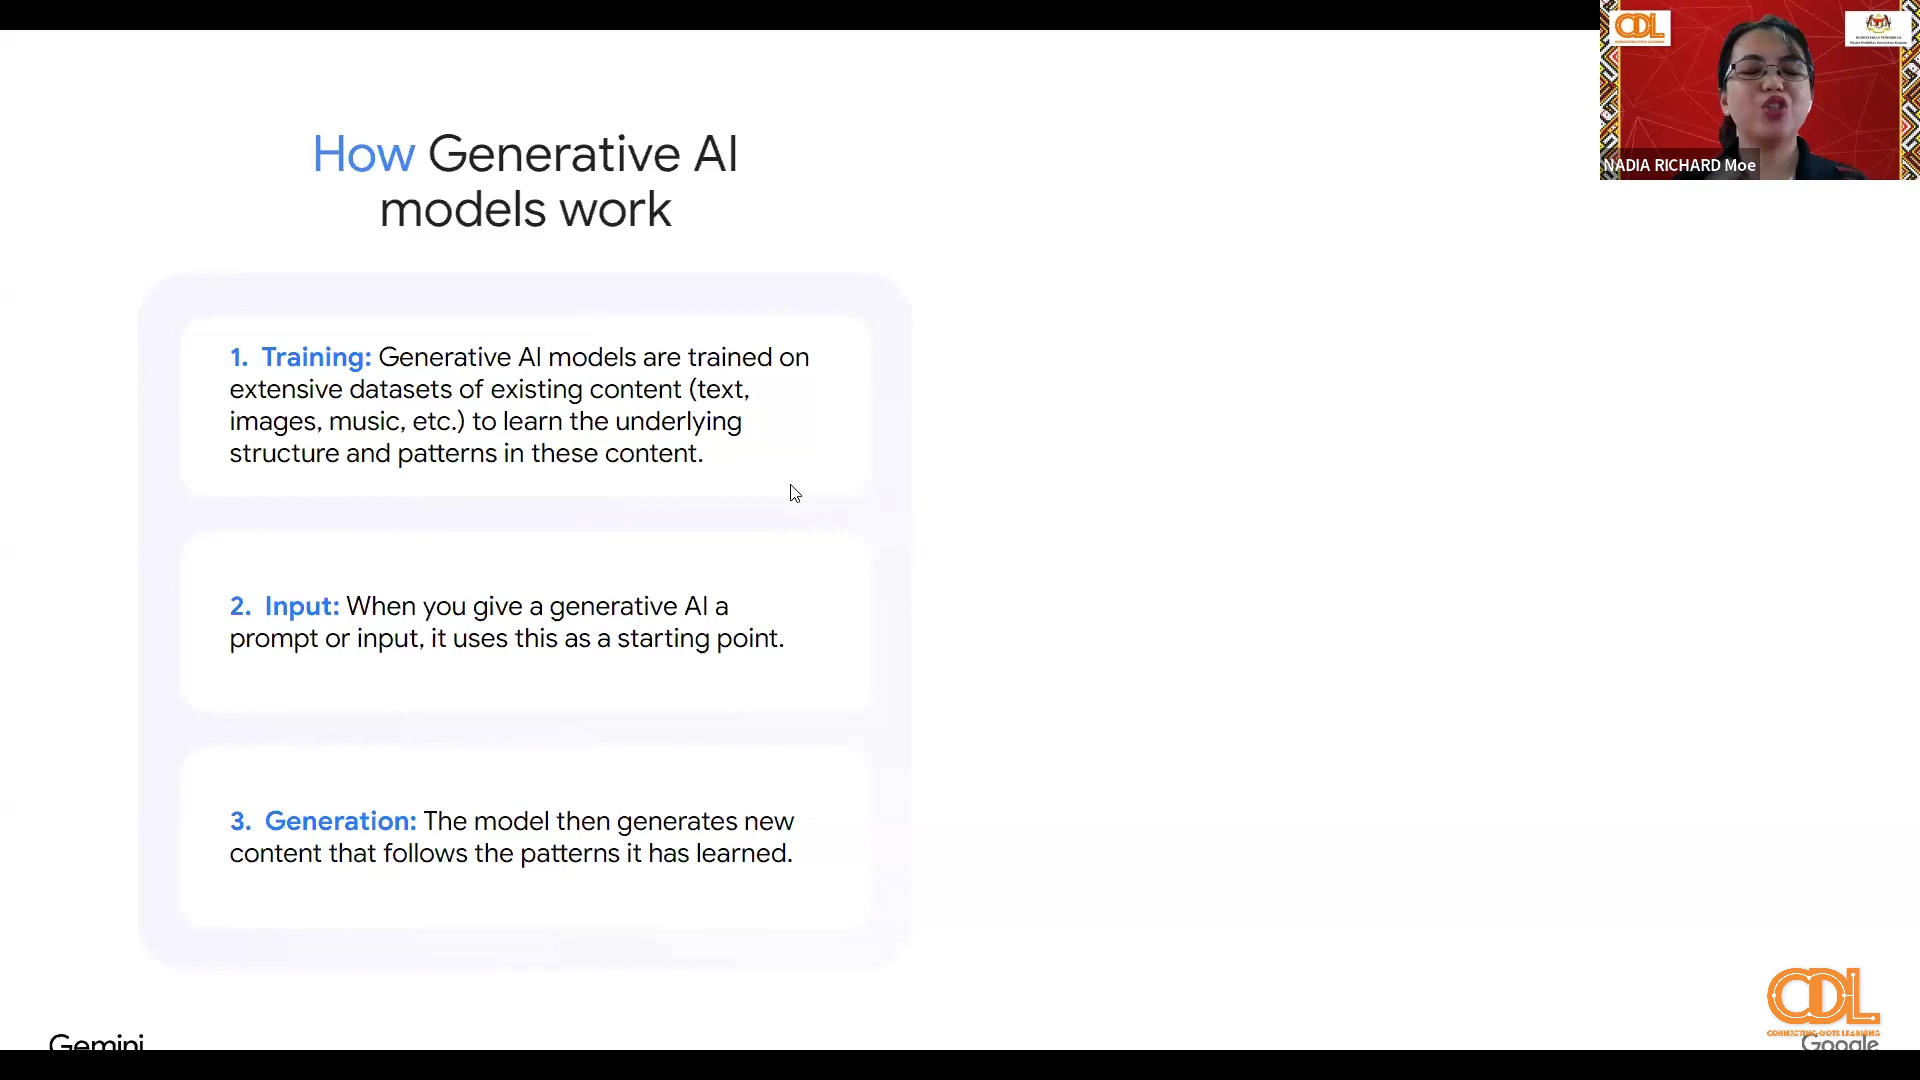 How Generative AI
models work
1. Training: Generative AI models are trained on
extensive datasets of existing content (text,
images, music, etc.) to learn the underlying
structure and patterns in these content.
2. Input: When you give a generative AI a
prompt or input, it uses this as a starting point.
3. Generation: The model then generates new
content that follows the patterns it has learned.
CDL
NADIA RICHARD Moe
CDL
CONNECTING DOTS LEARNING
Gemini
Google